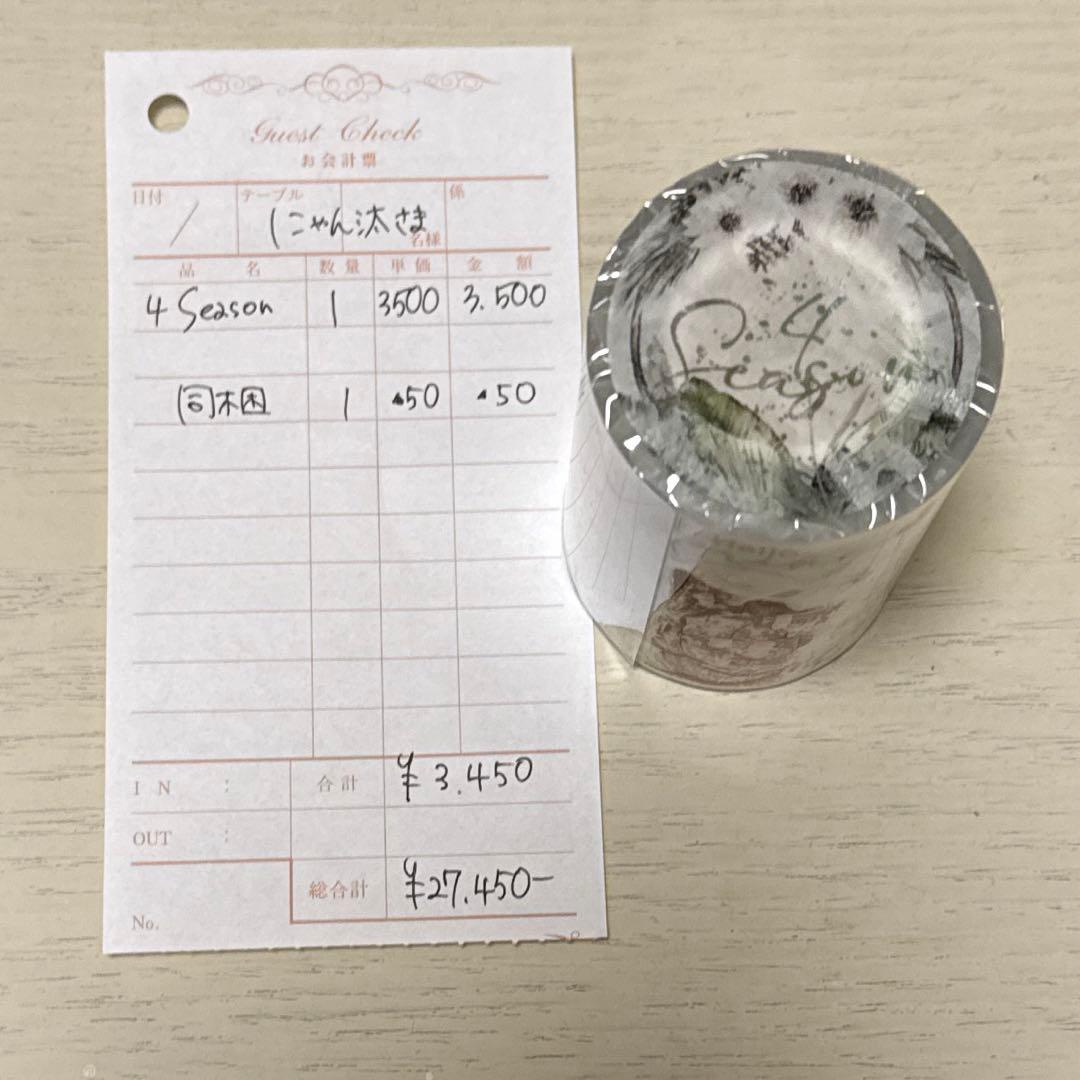 Guest Check
お会計票
日付 テーブル 係
/ にゃん汰さま
名様
品名 数量 単価 金額
4 Season 1 3500 3.500
同梱 1 ▲50 ▲50
IN : 合計 ¥3.450
OUT :
総合計 ¥27.450-
No.
4
Season